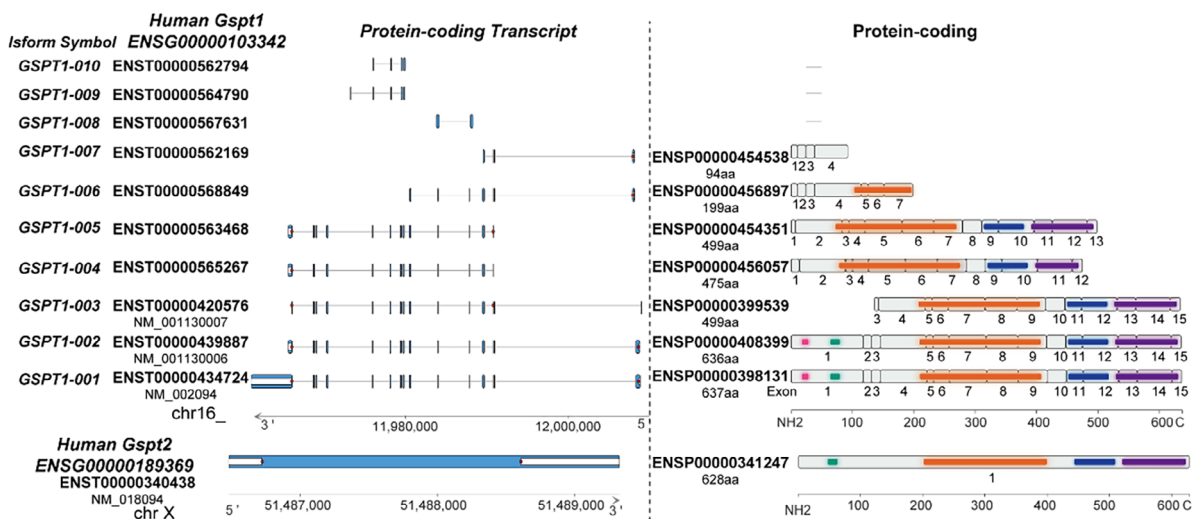 Human Gspt1
Isform Symbol ENSG00000103342 Protein-coding Transcript Protein-coding
GSPT1-010 ENST00000562794
GSPT1-009 ENST00000564790
GSPT1-008 ENST00000567631
GSPT1-007 ENST00000562169 ENSP00000454538
94aa 1 2 3 4
GSPT1-006 ENST00000568849 ENSP00000456897
199aa 1 2 3 4 5 6 7
GSPT1-005 ENST00000563468 ENSP00000454351
499aa 1 2 3 4 5 6 7 8 9 10 11 12 13
GSPT1-004 ENST00000565267 ENSP00000456057
475aa 1 2 3 4 5 6 7 8 9 10 11 12
GSPT1-003 ENST00000420576 ENSP00000399539
NM_001130007 499aa 3 4 5 6 7 8 9 10 11 12 13 14 15
GSPT1-002 ENST00000439887 ENSP00000408399
NM_001130006 636aa 1 2 3 5 6 7 8 9 10 11 12 13 14 15
GSPT1-001 ENST00000434724 ENSP00000398131
NM_002094 637aa Exon 1 2 3 4 5 6 7 8 9 10 11 12 13 14 15
chr16_ 3' 11,980,000 12,000,000 5
NH2 100 200 300 400 500 600 C
Human Gspt2
ENSG00000189369 ENSP00000341247
ENST00000340438 628aa 1
NM_018094
chr X 5' 51,487,000 51,488,000 51,489,000 3'
NH2 100 200 300 400 500 600 C